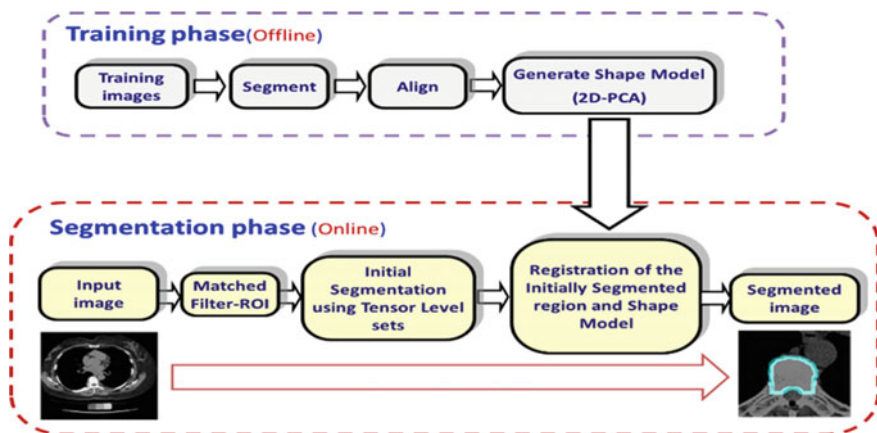 Training phase(Offline)
Training
images
Segment
Align
Generate Shape Model
(2D-PCA)
Segmentation phase (Online)
Input
image
Matched
Filter-ROI
Initial
Segmentation
using Tensor Level
sets
Registration of the
Initially Segmented
region and Shape
Model
Segmented
image